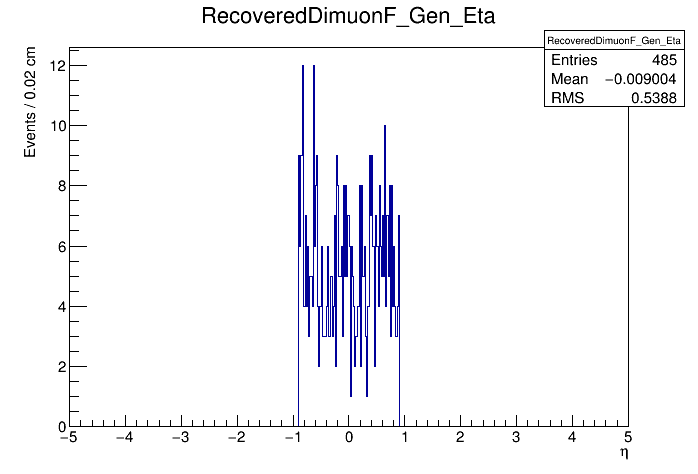 RecoveredDimuonF_Gen_Eta
RecoveredDimuonF_Gen_Eta
Entries 485
Mean −0.009004
RMS 0.5388
Events / 0.02 cm
12
10
8
6
4
2
0
−5 −4 −3 −2 −1 0 1 2 3 4 5
η